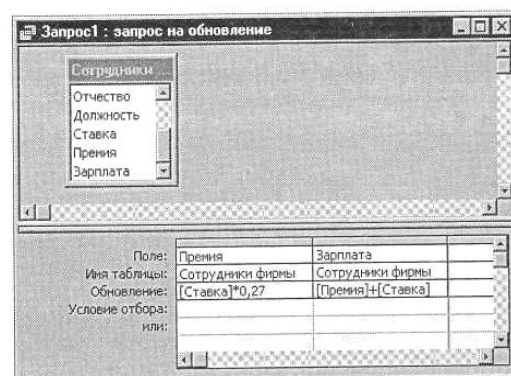 Запрос1 : запрос на обновление
Сотрудники ...
Отчество
Должность
Ставка
Премия
Зарплата
Поле: Премия Зарплата
Имя таблицы: Сотрудники фирмы Сотрудники фирмы
Обновление: [Ставка]*0,27 [Премия]+[Ставка]
Условие отбора:
или: